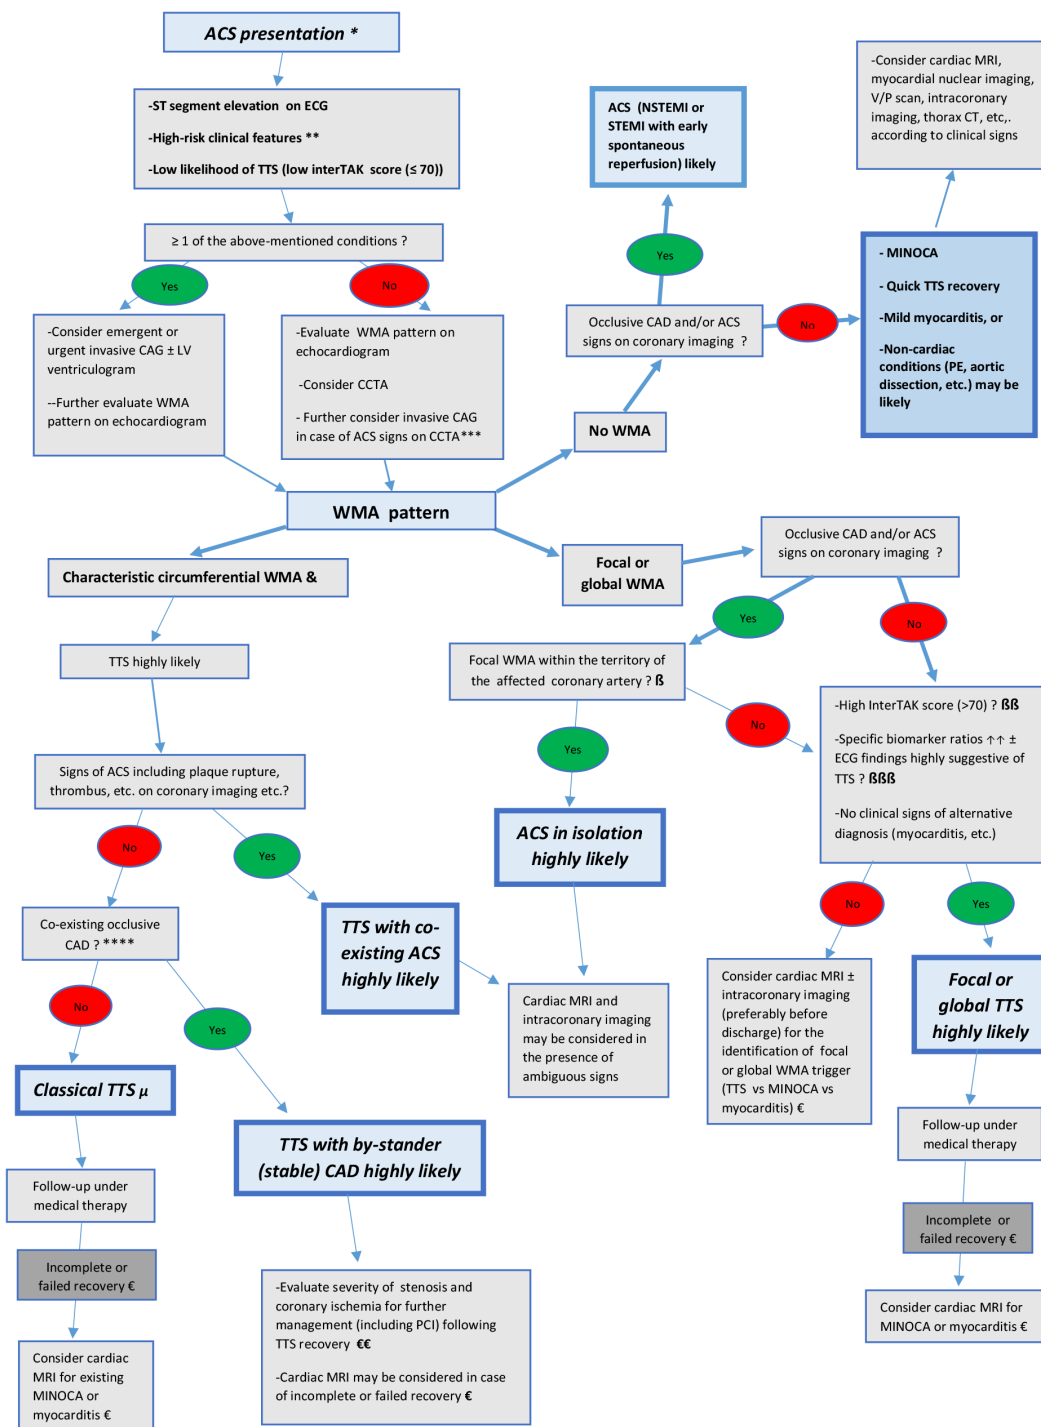 ACS presentation *
-ST segment elevation on ECG
-High-risk clinical features **
-Low likelihood of TTS (low interTAK score (≤ 70))
≥ 1 of the above-mentioned conditions ?
Yes
No
-Consider emergent or
urgent invasive CAG ± LV
ventriculogram
--Further evaluate WMA
pattern on echocardiogram
-Evaluate WMA pattern on
echocardiogram
-Consider CCTA
- Further consider invasive CAG
in case of ACS signs on CCTA***
WMA pattern
No WMA
Occlusive CAD and/or ACS
signs on coronary imaging ?
Yes
ACS (NSTEMI or
STEMI with early
spontaneous
reperfusion) likely
No
- MINOCA
- Quick TTS recovery
-Mild myocarditis, or
-Non-cardiac
conditions (PE, aortic
dissection, etc.) may be
likely
-Consider cardiac MRI,
myocardial nuclear imaging,
V/P scan, intracoronary
imaging, thorax CT, etc,.
according to clinical signs
Focal or
global WMA
Occlusive CAD and/or ACS
signs on coronary imaging ?
Yes
No
Focal WMA within the territory of
the affected coronary artery ? ß
Yes
No
ACS in isolation
highly likely
-High InterTAK score (>70) ? ßß
-Specific biomarker ratios ↑↑ ±
ECG findings highly suggestive of
TTS ? ßßß
-No clinical signs of alternative
diagnosis (myocarditis, etc.)
No
Yes
Consider cardiac MRI ±
intracoronary imaging
(preferably before
discharge) for the
identification of focal
or global WMA trigger
(TTS vs MINOCA vs
myocarditis) €
Focal or
global TTS
highly likely
Follow-up under
medical therapy
Incomplete or
failed recovery €
Consider cardiac MRI for
MINOCA or myocarditis €
Characteristic circumferential WMA &
TTS highly likely
Signs of ACS including plaque rupture,
thrombus, etc. on coronary imaging etc.?
No
Yes
TTS with co-
existing ACS
highly likely
Cardiac MRI and
intracoronary imaging
may be considered in
the presence of
ambiguous signs
Co-existing occlusive
CAD ? ****
No
Yes
Classical TTS µ
Follow-up under
medical therapy
Incomplete or
failed recovery €
Consider cardiac
MRI for existing
MINOCA or
myocarditis €
TTS with by-stander
(stable) CAD highly likely
-Evaluate severity of stenosis and
coronary ischemia for further
management (including PCI) following
TTS recovery €€
-Cardiac MRI may be considered in case
of incomplete or failed recovery €